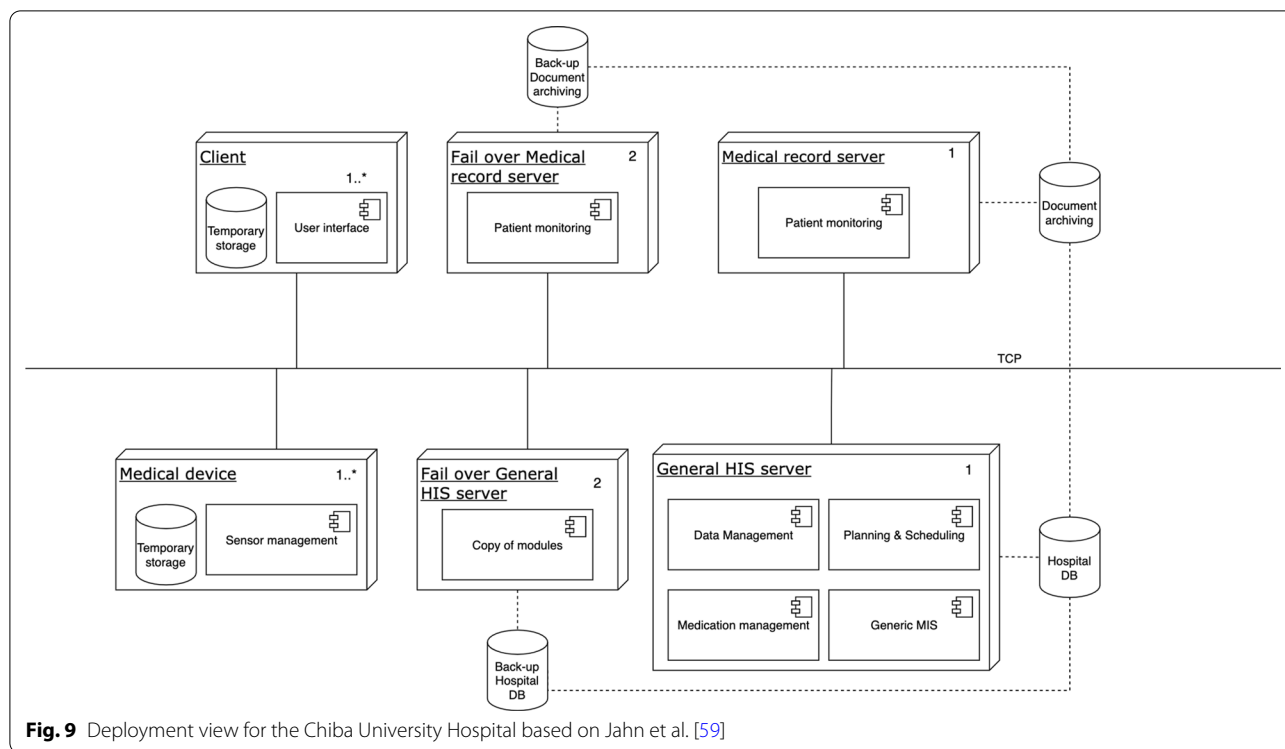 Back-up
Document
archiving
Client
1..*
Temporary
storage
User interface
Fail over Medical
record server
2
Patient monitoring
Medical record server
1
Patient monitoring
Document
archiving
TCP
Medical device
1..*
Temporary
storage
Sensor management
Fail over General
HIS server
2
Copy of modules
General HIS server
1
Data Management
Planning & Scheduling
Medication management
Generic MIS
Hospital
DB
Back-up
Hospital
DB
Fig. 9 Deployment view for the Chiba University Hospital based on Jahn et al. [59]